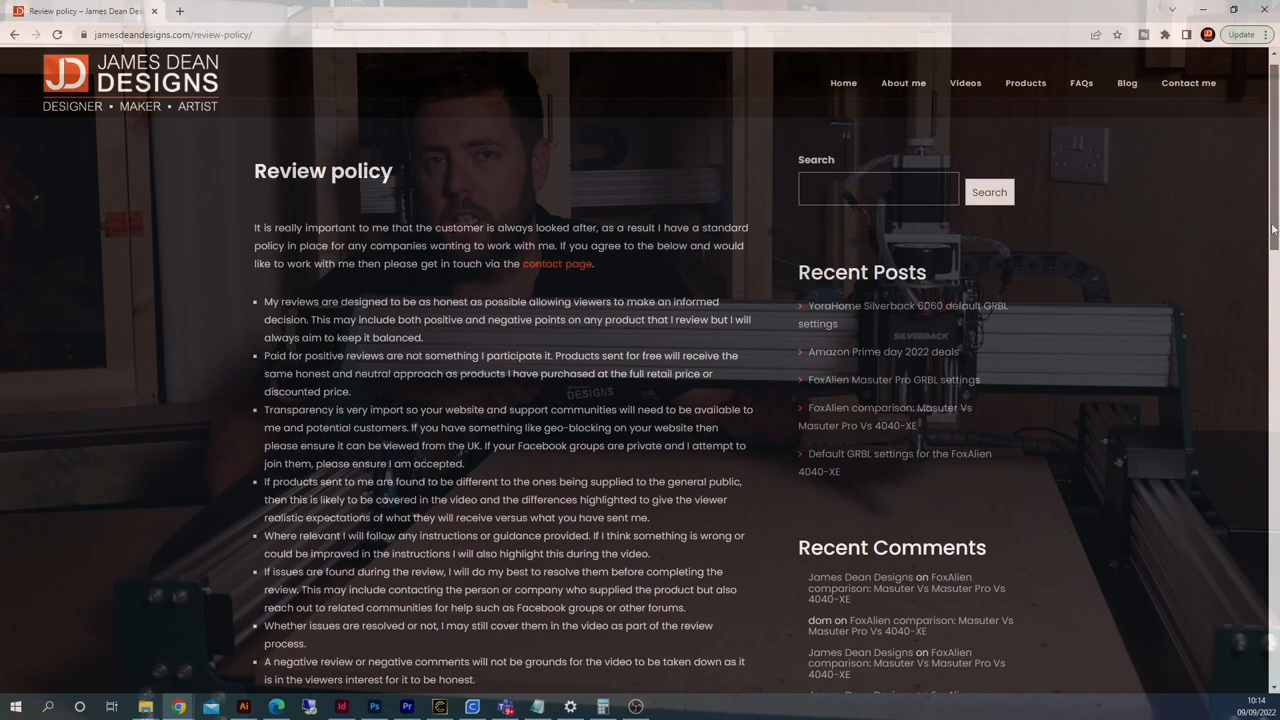 Review policy – James Dean Des
jamesdeandesigns.com/review-policy/
Update
JD JAMES DEAN
DESIGNS
DESIGNER • MAKER • ARTIST
Home About me Videos Products FAQs Blog Contact me
Review policy
It is really important to me that the customer is always looked after, as a result I have a standard
policy in place for any companies wanting to work with me. If you agree to the below and would
like to work with me then please get in touch via the contact page.
My reviews are designed to be as honest as possible allowing viewers to make an informed
decision. This may include both positive and negative points on any product that I review but I will
always aim to keep it balanced.
Paid for positive reviews are not something I participate it. Products sent for free will receive the
same honest and neutral approach as products I have purchased at the full retail price or
discounted price.
Transparency is very import so your website and support communities will need to be available to
me and potential customers. If you have something like geo-blocking on your website then
please ensure it can be viewed from the UK. If your Facebook groups are private and I attempt to
join them, please ensure I am accepted.
If products sent to me are found to be different to the ones being supplied to the general public,
then this is likely to be covered in the video and the differences highlighted to give the viewer
realistic expectations of what they will receive versus what you have sent me.
Where relevant I will follow any instructions or guidance provided. If I think something is wrong or
could be improved in the instructions I will also highlight this during the video.
If issues are found during the review, I will do my best to resolve them before completing the
review. This may include contacting the person or company who supplied the product but also
reach out to related communities for help such as Facebook groups or other forums.
Whether issues are resolved or not, I may still cover them in the video as part of the review
process.
A negative review or negative comments will not be grounds for the video to be taken down as it
is in the viewers interest for it to be honest.
Search
Search
Recent Posts
YoraHome Silverback 6060 default GRBL
settings
Amazon Prime day 2022 deals
FoxAlien Masuter Pro GRBL settings
FoxAlien comparison: Masuter Vs
Masuter Pro Vs 4040-XE
Default GRBL settings for the FoxAlien
4040-XE
Recent Comments
James Dean Designs on FoxAlien
comparison: Masuter Vs Masuter Pro Vs
4040-XE
dom on FoxAlien comparison: Masuter Vs
Masuter Pro Vs 4040-XE
James Dean Designs on FoxAlien
comparison: Masuter Vs Masuter Pro Vs
4040-XE
SILVERBACK
DESIGNS
10:14
09/09/2022